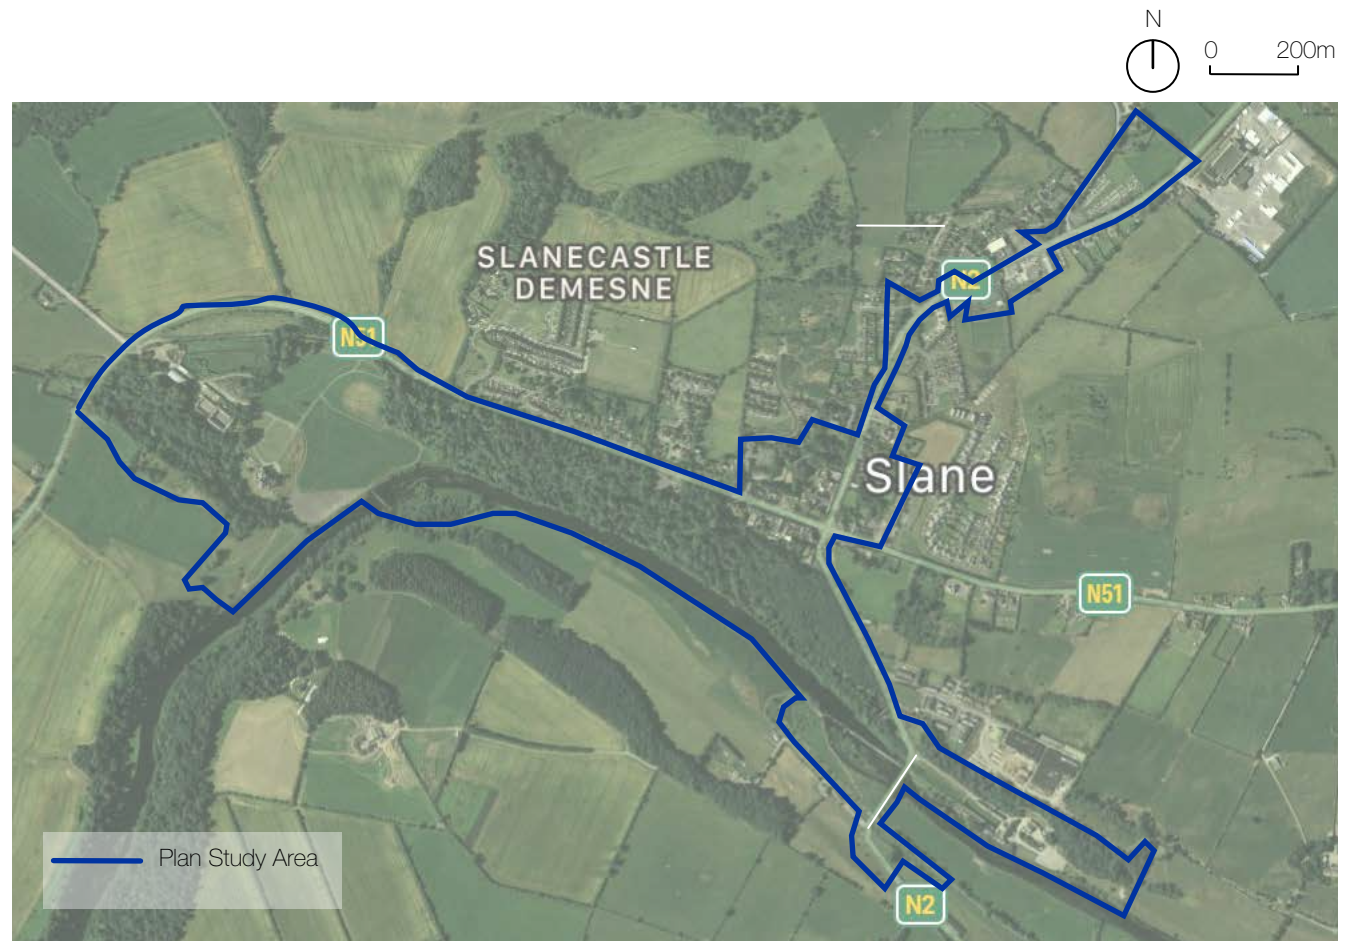 N
0 200m
SLANECASTLE
DEMESNE
N2
N51
Slane
N51
Plan Study Area
N2